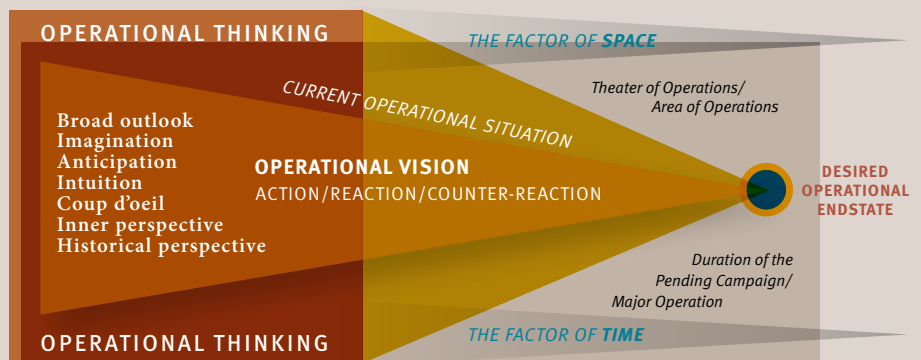 OPERATIONAL THINKING
THE FACTOR OF SPACE
CURRENT OPERATIONAL SITUATION
Theater of Operations/
Area of Operations
Broad outlook
Imagination
Anticipation
Intuition
Coup d’oeil
Inner perspective
Historical perspective
OPERATIONAL VISION
ACTION/REACTION/COUNTER-REACTION
DESIRED
OPERATIONAL
ENDSTATE
Duration of the
Pending Campaign/
Major Operation
OPERATIONAL THINKING
THE FACTOR OF TIME